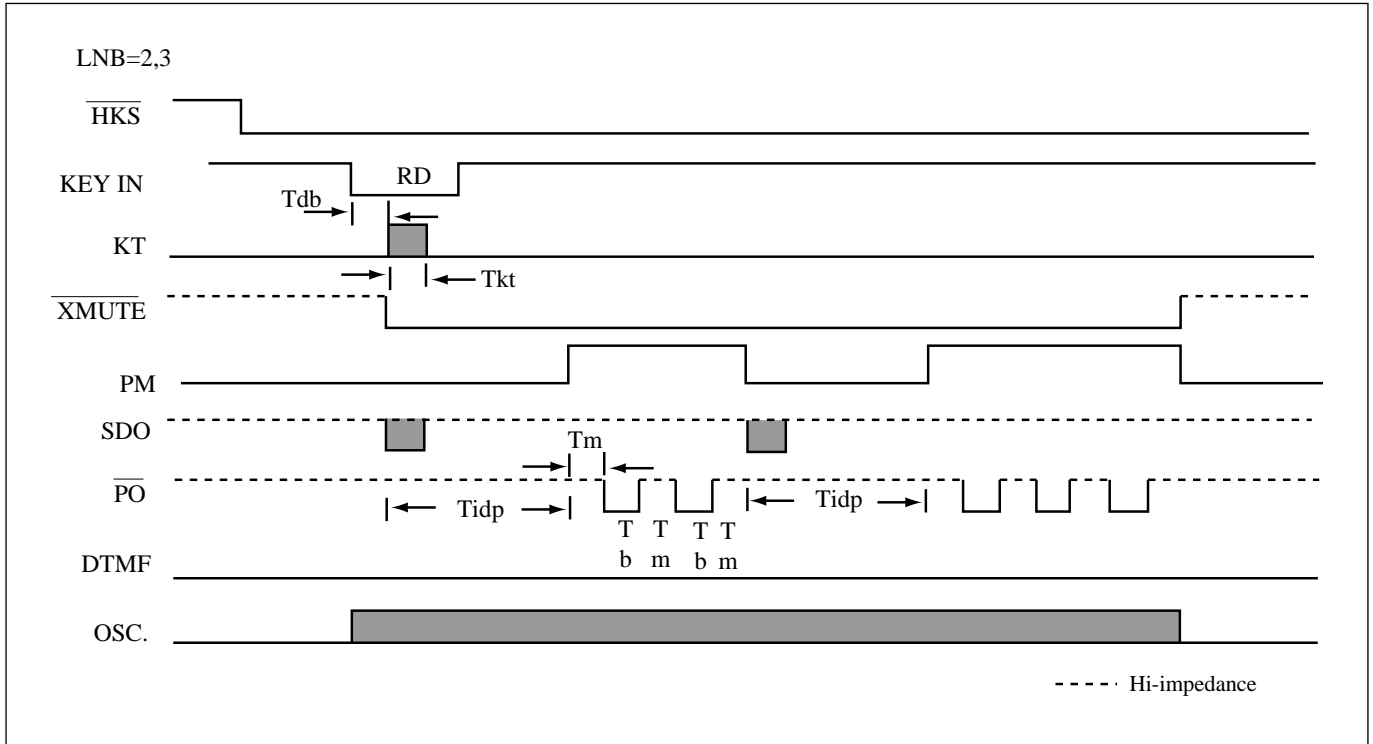 LNB=2,3
HKS
KEY IN
RD
Tdb
KT
Tkt
XMUTE
PM
SDO
Tm
PO
Tidp
Tidp
T T T T
b m b m
DTMF
OSC.
Hi-impedance